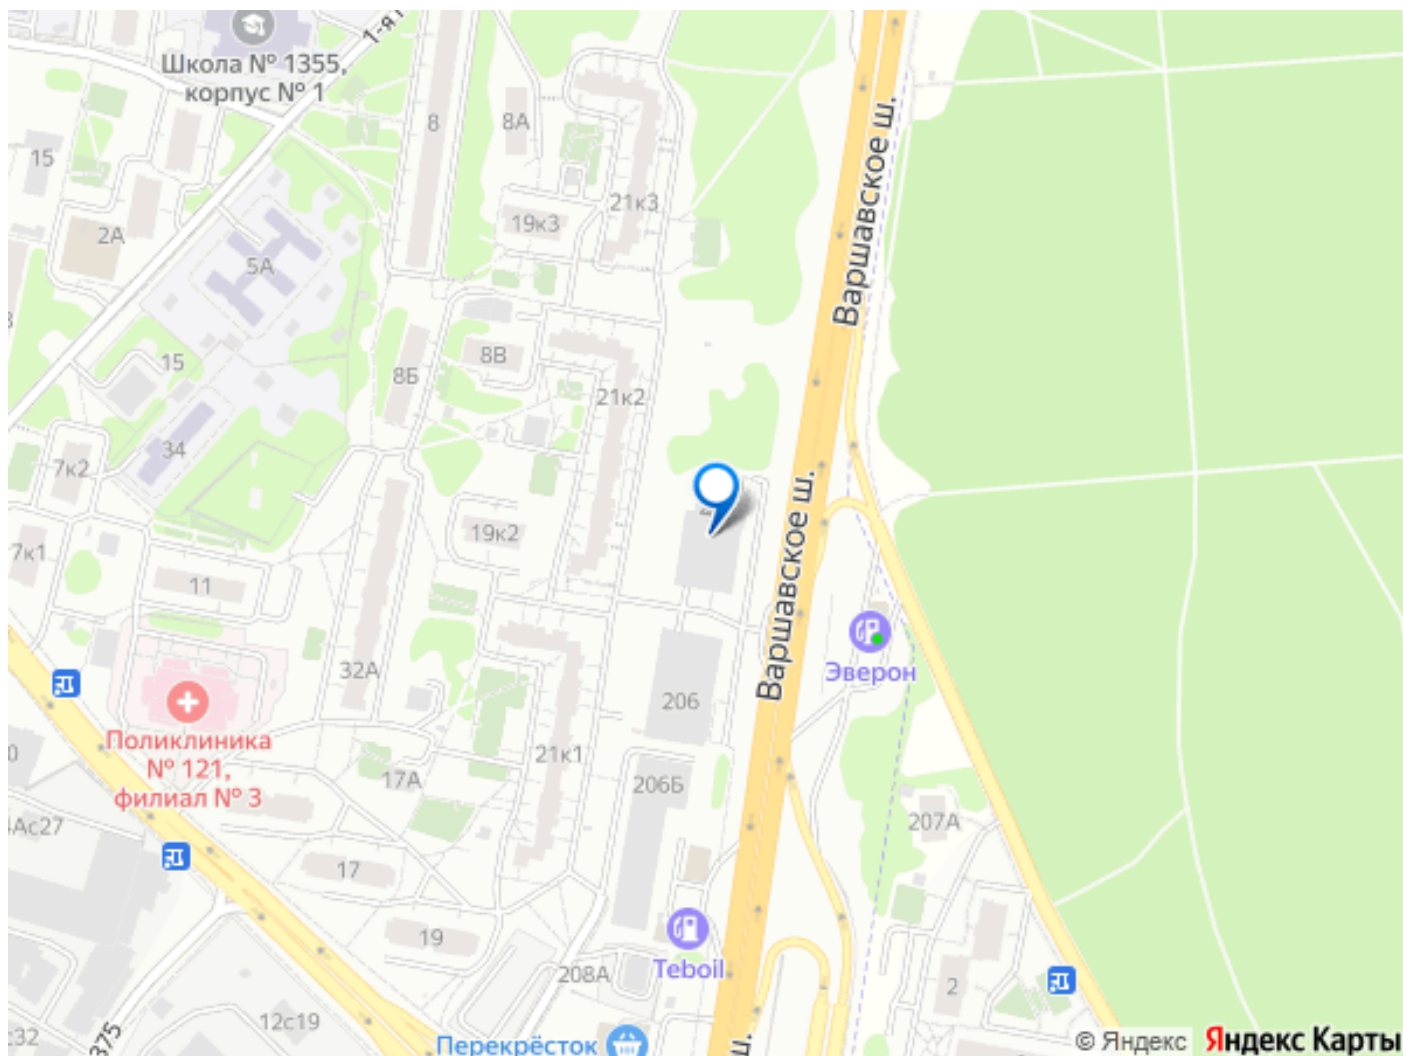 1-я
Школа № 1355,
корпус № 1
8
8А
15
21к3
19к3
2А
5А
Варшавское ш.
Варшавское ш.
15
8В
8Б
21к2
34
7к2
19к2
7к1
11
32А
206
Эверон
Поликлиника
№ 121,
филиал № 3
21к1
17А
206Б
207А
17
19
Teboil
208А
2
12с19
Перекрёсток
ш.
© Яндекс
Яндекс Карты